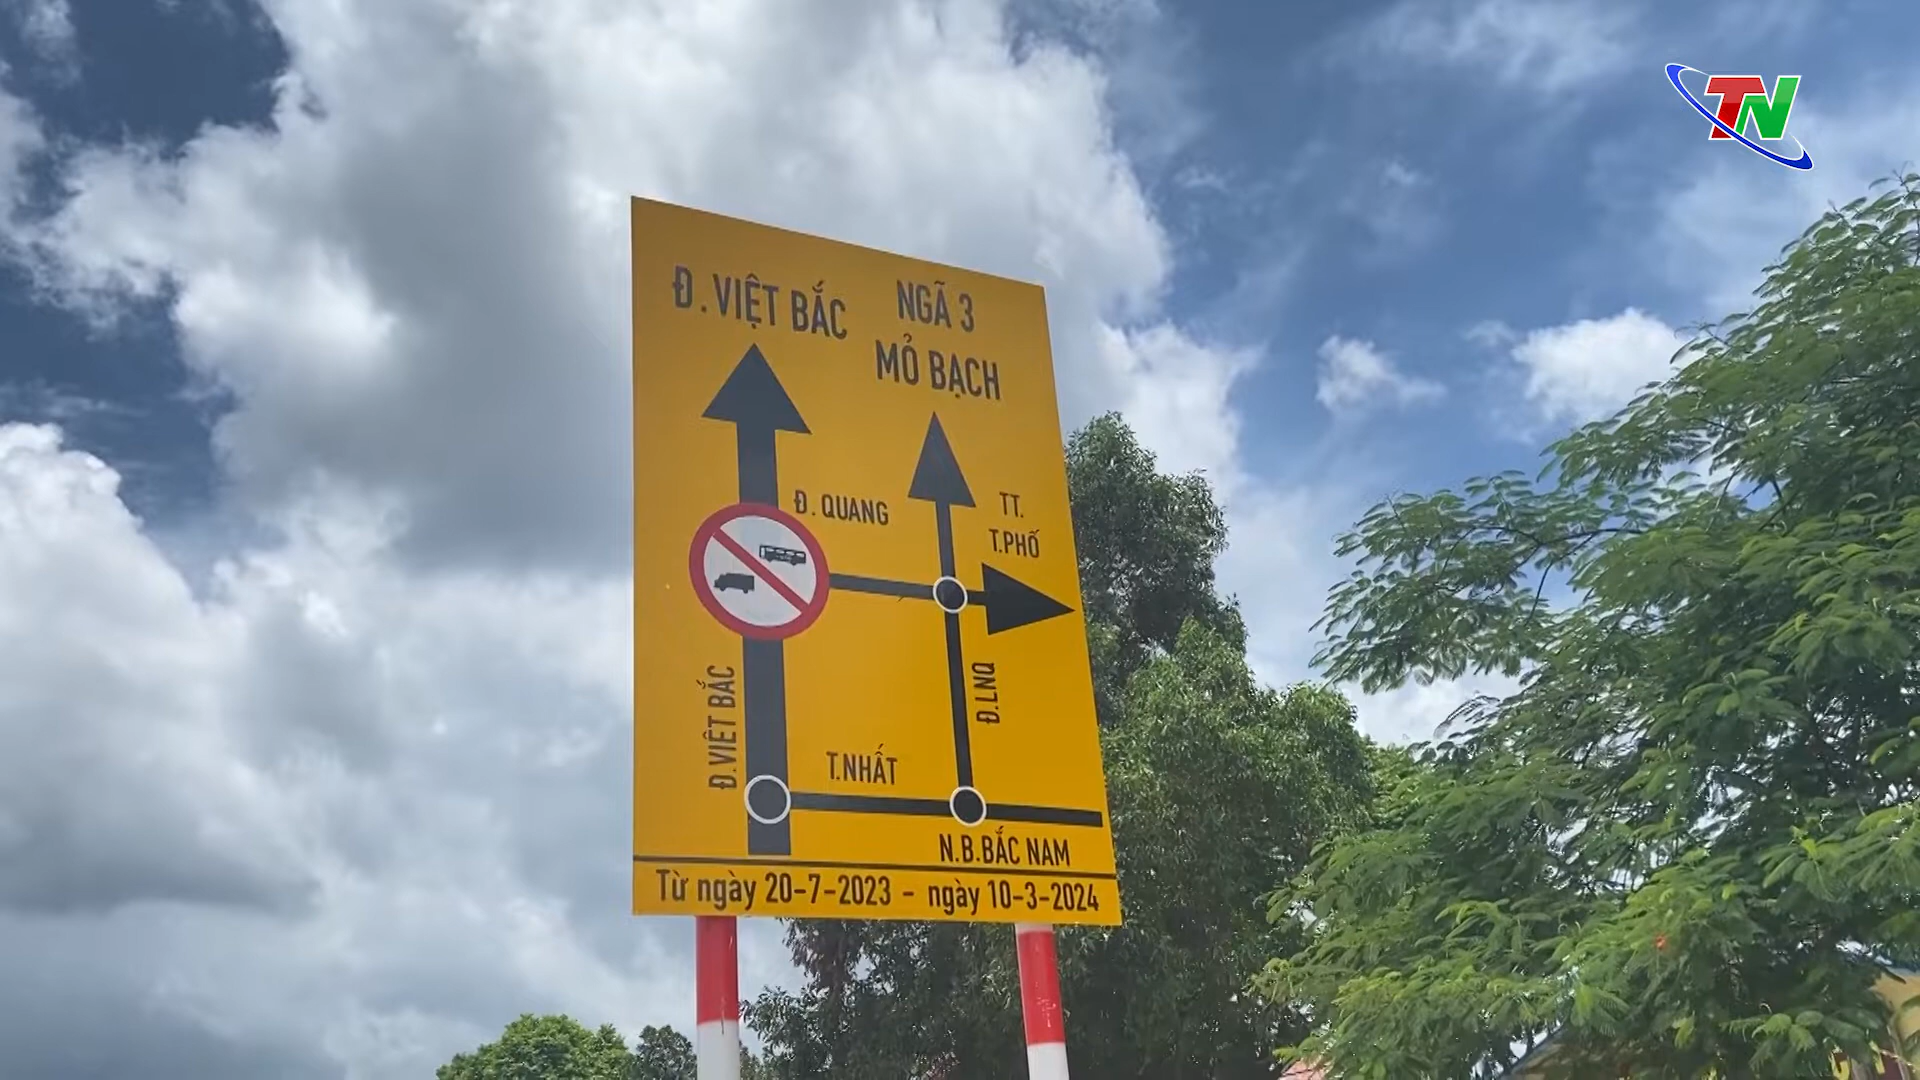 TN
Đ. VIỆT BẮC
NGÃ 3
MỎ BẠCH
Đ. QUANG
TT.
T.PHỐ
Đ.VIỆT BẮC
Đ.LNQ
T.NHẤT
N.B.BẮC NAM
Từ ngày 20-7-2023 - ngày 10-3-2024